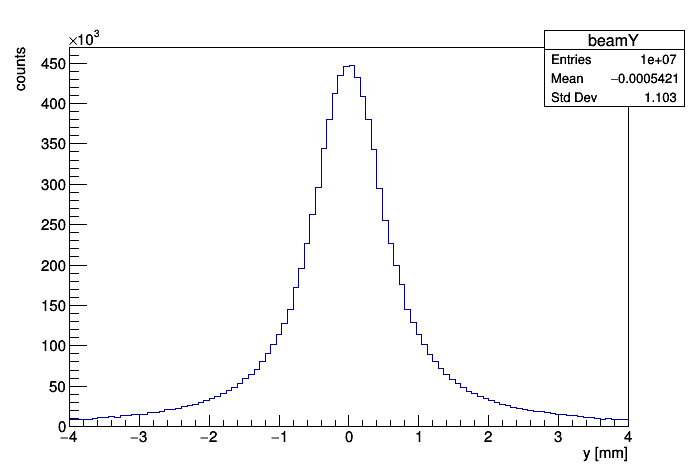 ×10³
beamY
Entries 1e+07
Mean −0.0005421
Std Dev 1.103
counts
450
400
350
300
250
200
150
100
50
0
−4 −3 −2 −1 0 1 2 3 4
y [mm]